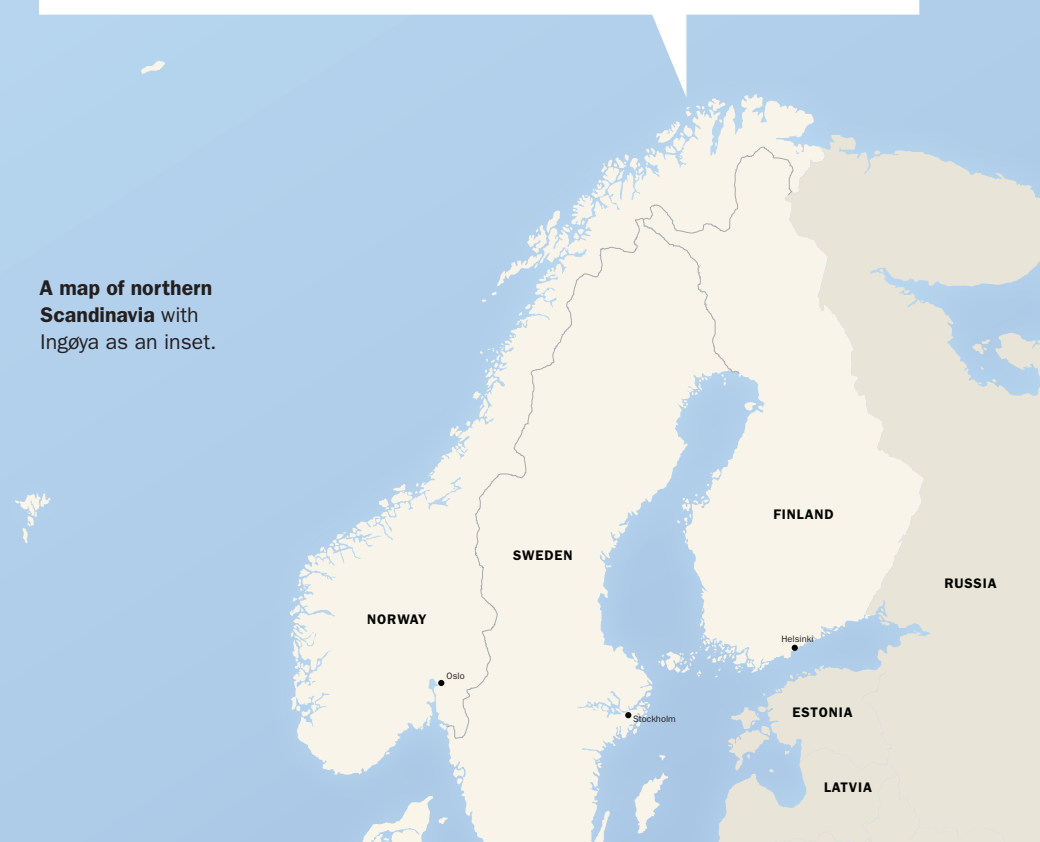 A map of northern
Scandinavia with
Ingøya as an inset.
FINLAND
SWEDEN
RUSSIA
NORWAY
Helsinki
Oslo
ESTONIA
Stockholm
LATVIA